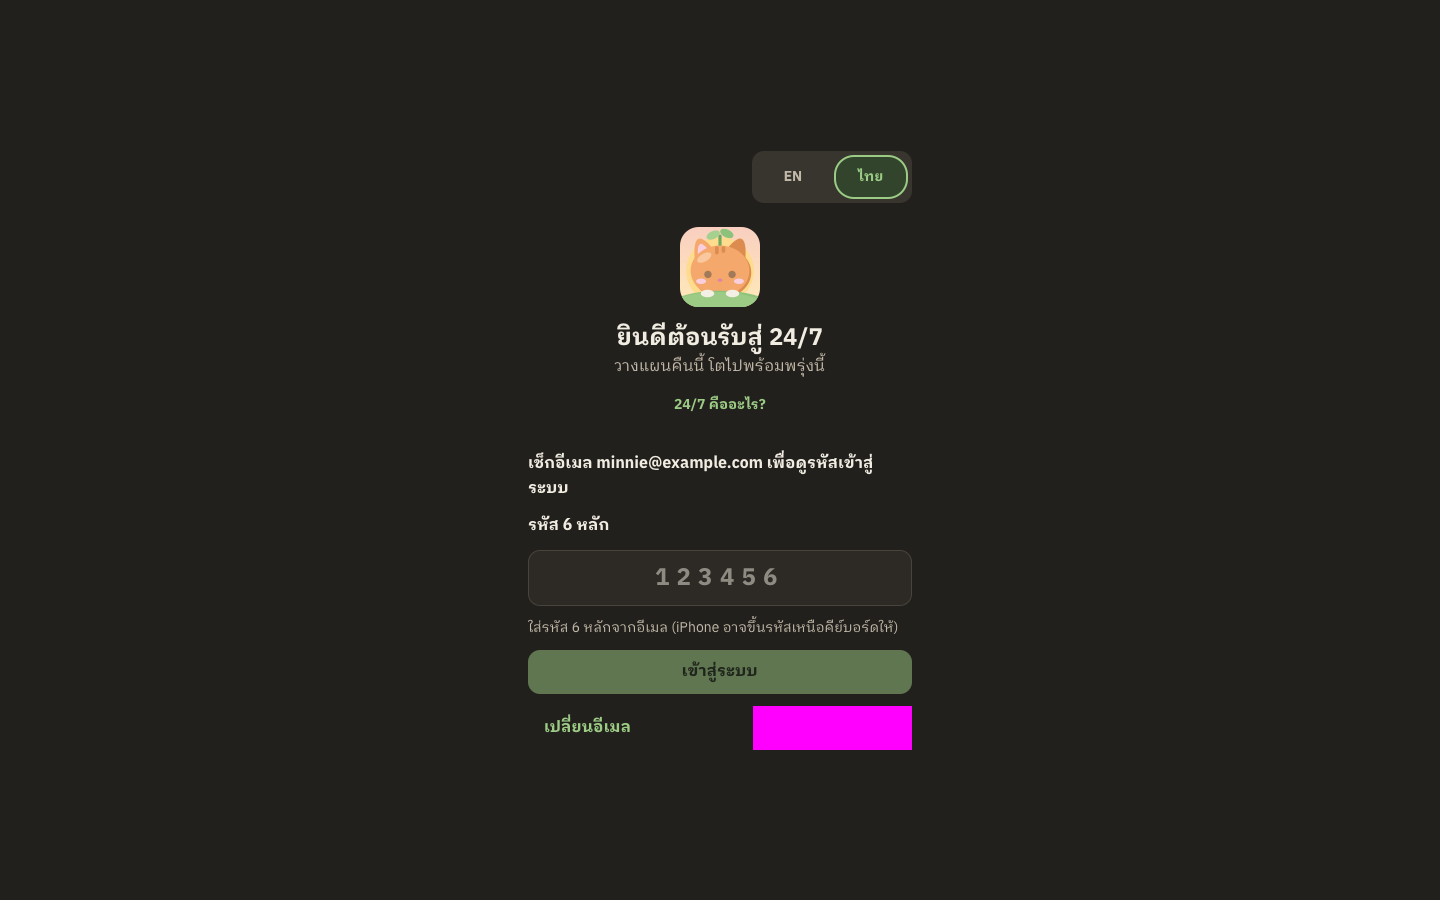 EN
ไทย
ยินดีต้อนรับสู่ 24/7
วางแผนคืนนี้ โตไปพร้อมพรุ่งนี้
24/7 คืออะไร?
เช็กอีเมล minnie@example.com เพื่อดูรหัสเข้าสู่
ระบบ
รหัส 6 หลัก
123456
ใส่รหัส 6 หลักจากอีเมล (iPhone อาจขึ้นรหัสเหนือคีย์บอร์ดให้)
เข้าสู่ระบบ
เปลี่ยนอีเมล